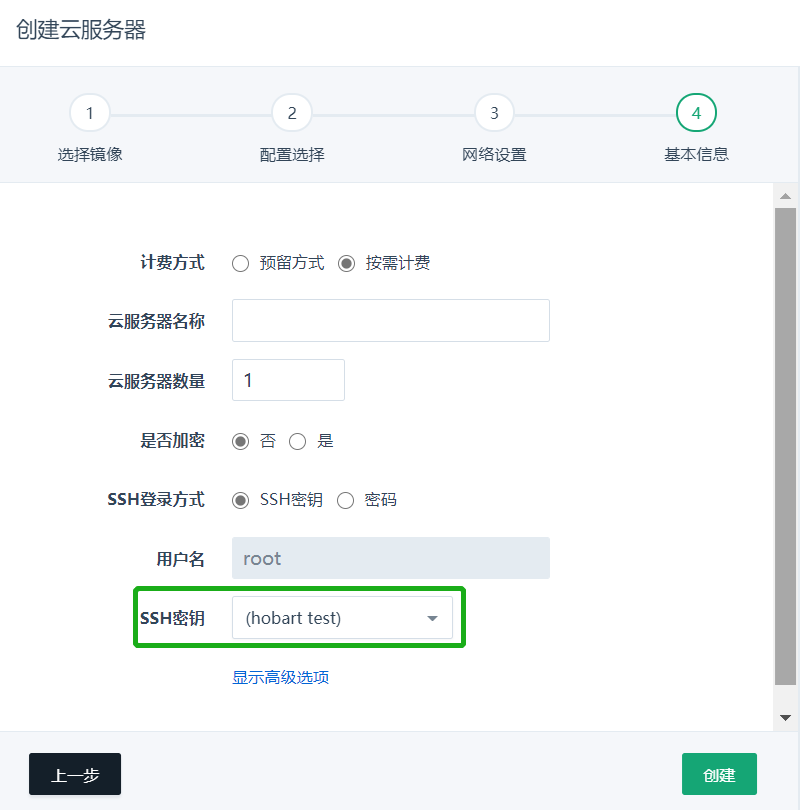 创建云服务器
1 2 3 4
选择镜像 配置选择 网络设置 基本信息
计费方式 预留方式 按需计费
云服务器名称
云服务器数量 1
是否加密 否 是
SSH登录方式 SSH密钥 密码
用户名 root
SSH密钥 (hobart test)
显示高级选项
上一步 创建